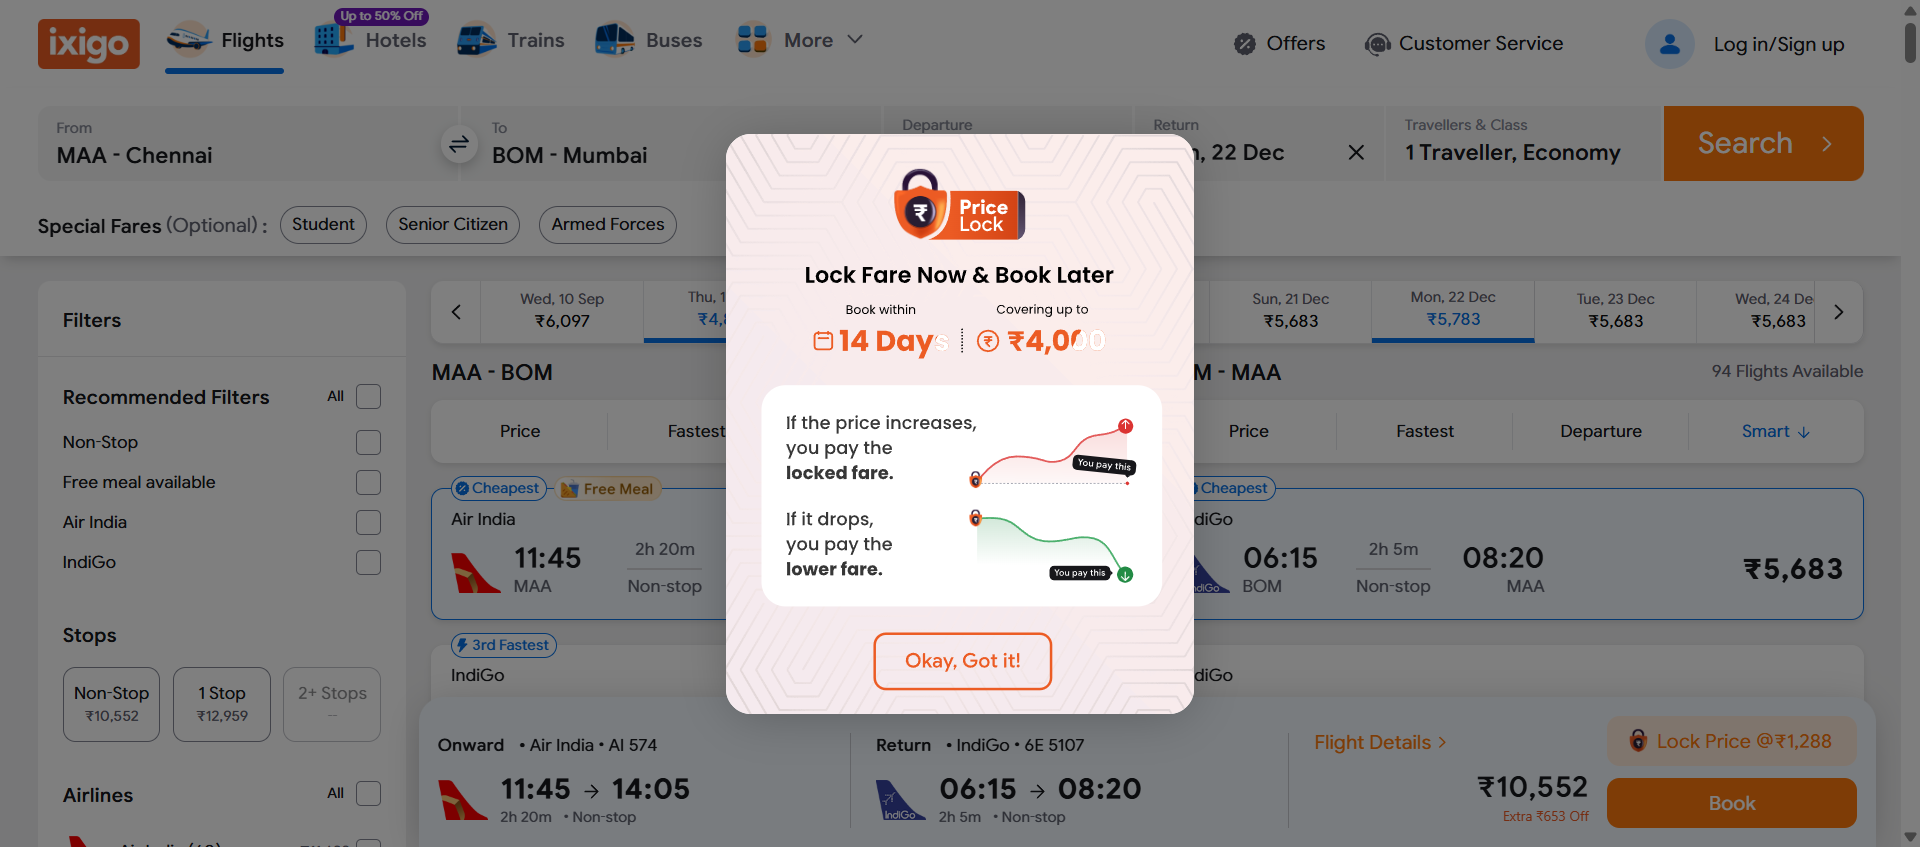 ixigo
Flights
Up to 50% Off
Hotels
Trains
Buses
More
Offers
Customer Service
Log in/Sign up
From
MAA - Chennai
To
BOM - Mumbai
Departure
Return
22 Dec
Travellers & Class
1 Traveller, Economy
Search
Special Fares (Optional) :
Student
Senior Citizen
Armed Forces
Price
Lock
Lock Fare Now & Book Later
Book within
14 Days
Covering up to
₹4,000
If the price increases,
you pay the
locked fare.
You pay this
If it drops,
you pay the
lower fare.
You pay this
Okay, Got it!
Filters
Recommended Filters
All
Non-Stop
Free meal available
Air India
IndiGo
Stops
Non-Stop
₹10,552
1 Stop
₹12,959
2+ Stops
--
Airlines
All
Wed, 10 Sep
₹6,097
Thu,
Sun, 21 Dec
₹5,683
Mon, 22 Dec
₹5,783
Tue, 23 Dec
₹5,683
Wed, 24 De
₹5,683
MAA - BOM
Price
Fastest
Cheapest
Free Meal
Air India
11:45
MAA
2h 20m
Non-stop
3rd Fastest
IndiGo
M - MAA
94 Flights Available
Price
Fastest
Departure
Smart
Cheapest
diGo
06:15
BOM
2h 5m
Non-stop
08:20
MAA
₹5,683
diGo
Onward • Air India • AI 574
11:45 → 14:05
2h 20m • Non-stop
Return • IndiGo • 6E 5107
IndiGo
06:15 → 08:20
2h 5m • Non-stop
Flight Details
₹10,552
Extra ₹653 Off
Lock Price @₹1,288
Book